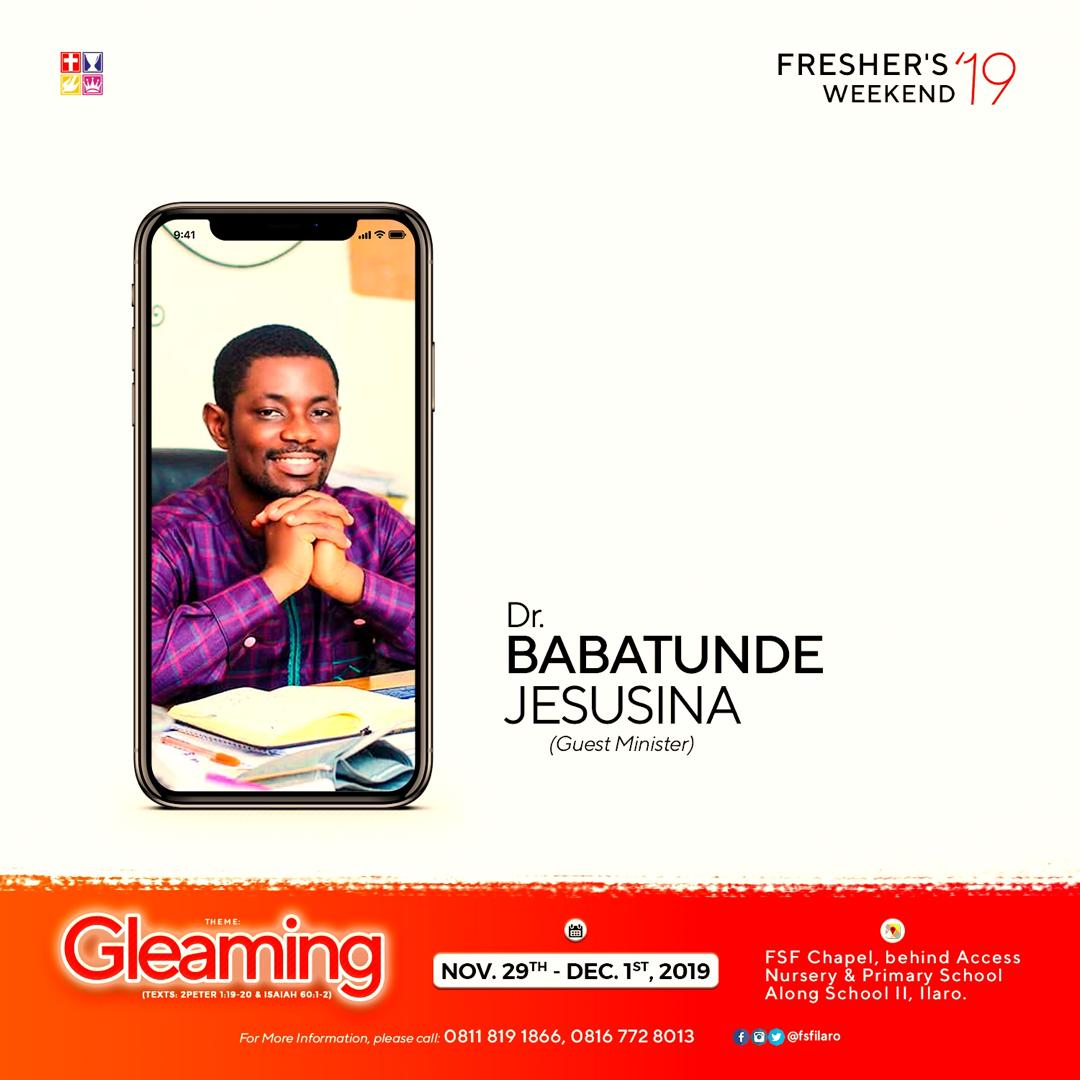 FRESHER'S '19
WEEKEND
9:41
Dr.
BABATUNDE
JESUSINA
(Guest Minister)
THEME:
Gleaming
(TEXTS: 2PETER 1:19-20 & ISAIAH 60:1-2)
NOV. 29TH - DEC. 1ST, 2019
FSF Chapel, behind Access
Nursery & Primary School
Along School II, Ilaro.
For More Information, please call: 0811 819 1866, 0816 772 8013
@fsfilaro